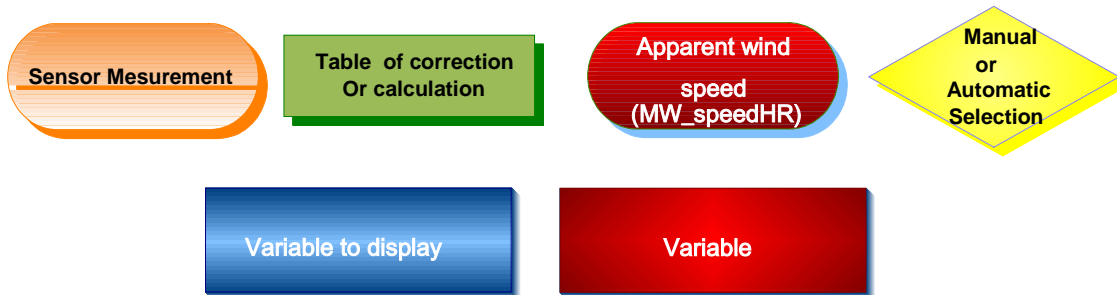 Sensor Mesurement
Table of correction
Or calculation
Apparent wind
speed
(MW_speedHR)
Manual
or
Automatic
Selection
Variable to display
Variable